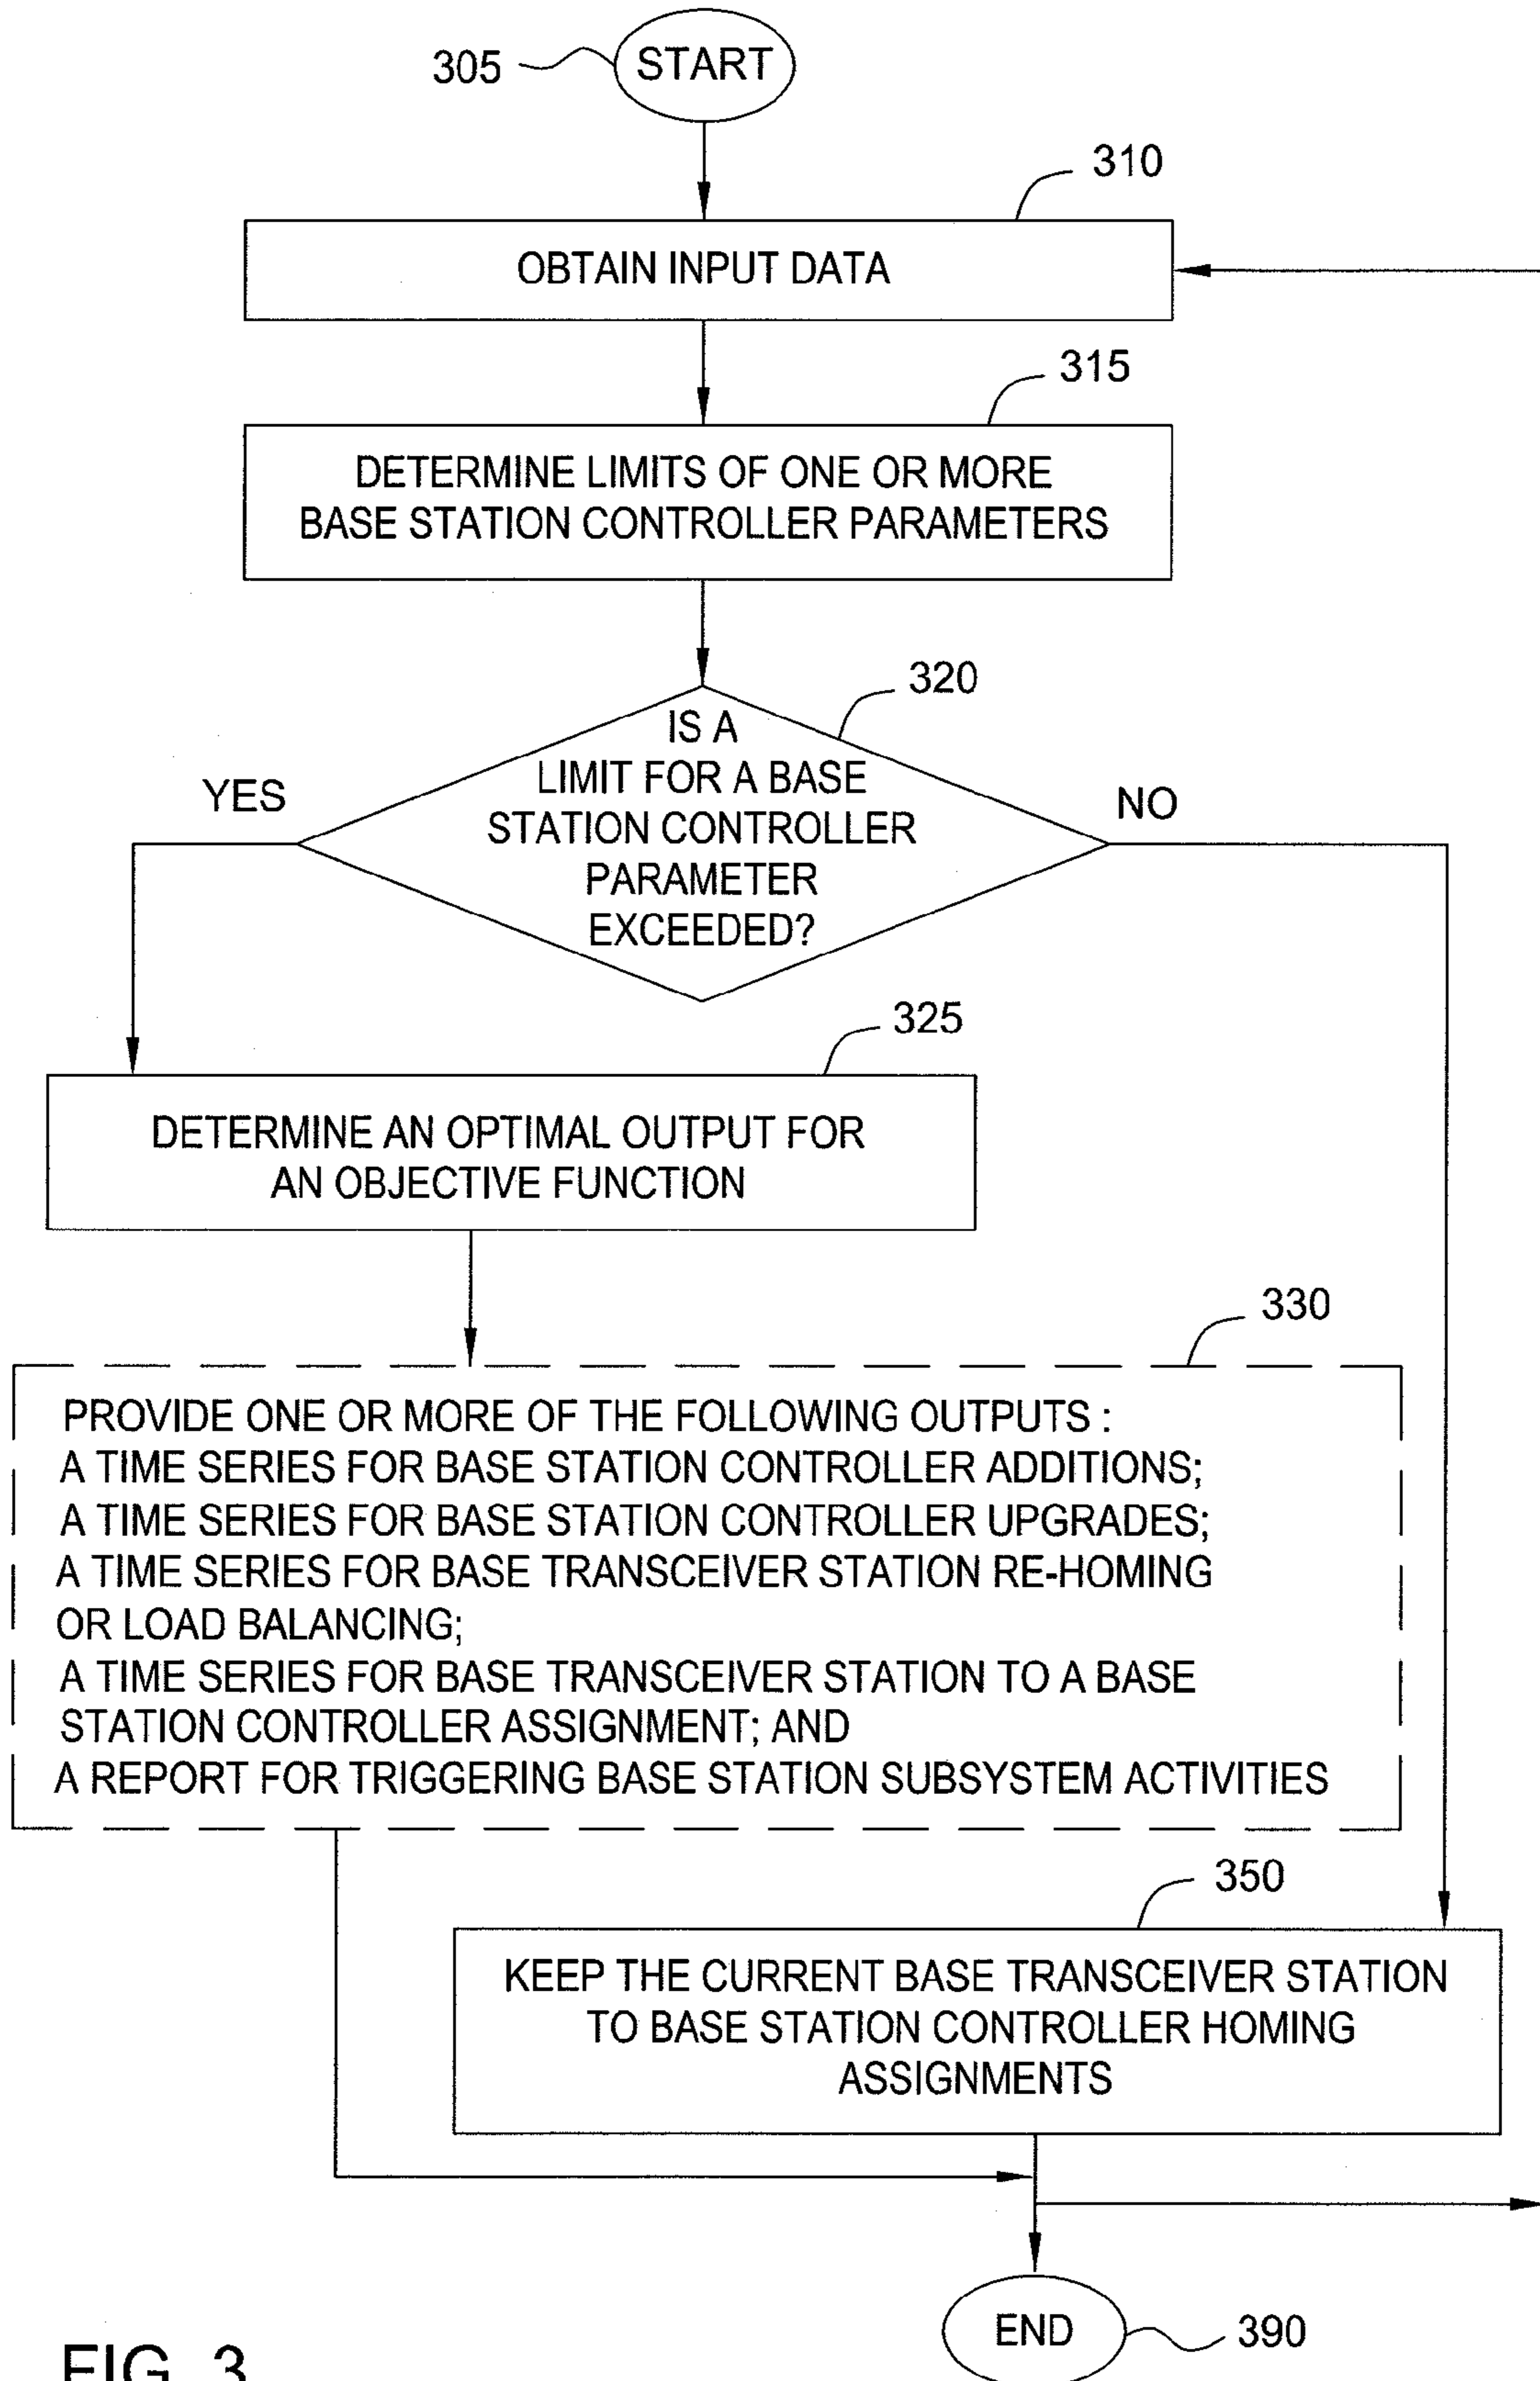 305
START
310
OBTAIN INPUT DATA
315
DETERMINE LIMITS OF ONE OR MORE
BASE STATION CONTROLLER PARAMETERS
320
IS A
LIMIT FOR A BASE
STATION CONTROLLER
PARAMETER
EXCEEDED?
YES
NO
325
DETERMINE AN OPTIMAL OUTPUT FOR
AN OBJECTIVE FUNCTION
330
PROVIDE ONE OR MORE OF THE FOLLOWING OUTPUTS :
A TIME SERIES FOR BASE STATION CONTROLLER ADDITIONS;
A TIME SERIES FOR BASE STATION CONTROLLER UPGRADES;
A TIME SERIES FOR BASE TRANSCEIVER STATION RE-HOMING
OR LOAD BALANCING;
A TIME SERIES FOR BASE TRANSCEIVER STATION TO A BASE
STATION CONTROLLER ASSIGNMENT; AND
A REPORT FOR TRIGGERING BASE STATION SUBSYSTEM ACTIVITIES
350
KEEP THE CURRENT BASE TRANSCEIVER STATION
TO BASE STATION CONTROLLER HOMING
ASSIGNMENTS
END
390
FIG. 3